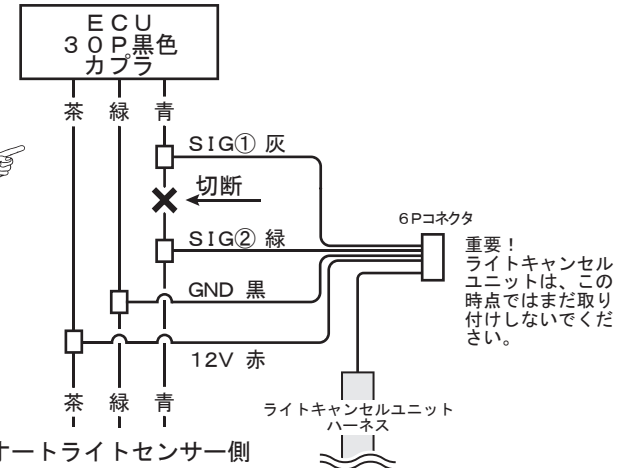 ECU
30P黒色
カプラ
茶 緑 青
SIG① 灰
切断
6Pコネクタ
SIG② 緑
重要！
ライトキャンセル
ユニットは、この
時点ではまだ取り
付けしないでくだ
さい。
GND 黒
12V 赤
茶 緑 青
ライトキャンセルユニット
ハーネス
オートライトセンサー側